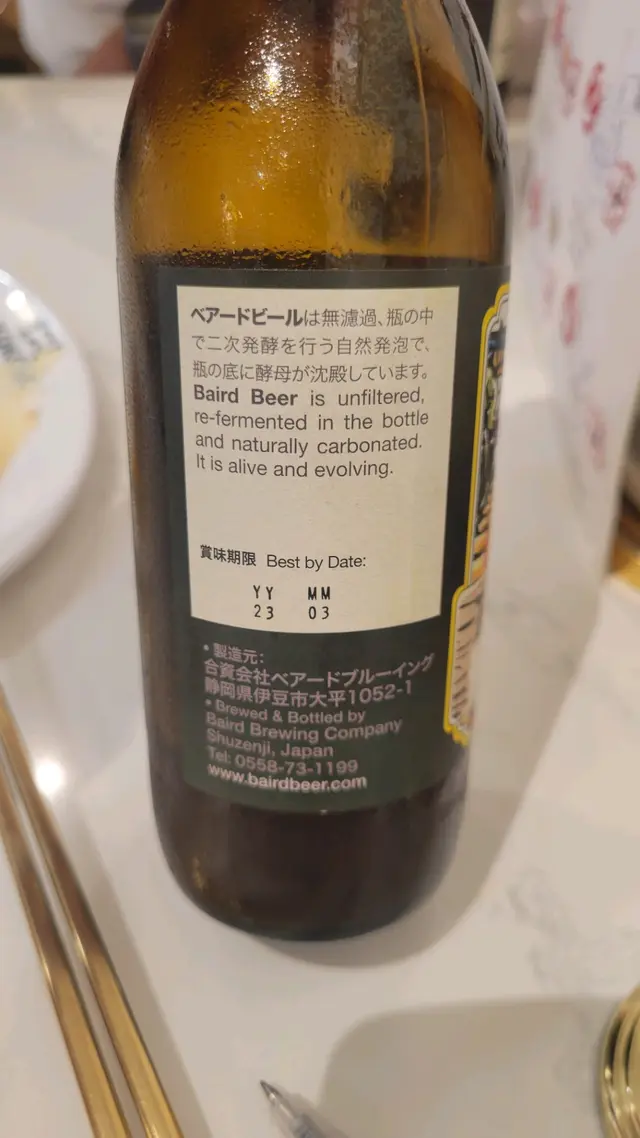 ベアードビールは無濾過、瓶の中
で二次発酵を行う自然発泡で、
瓶の底に酵母が沈殿しています。
Baird Beer is unfiltered,
re-fermented in the bottle
and naturally carbonated.
It is alive and evolving.
賞味期限 Best by Date:
YY MM
23 03
• 製造元:
合資会社ベアードブルーイング
静岡県伊豆市大平1052-1
• Brewed & Bottled by
Baird Brewing Company
Shuzenji, Japan
Tel: 0558-73-1199
www.bairdbeer.com